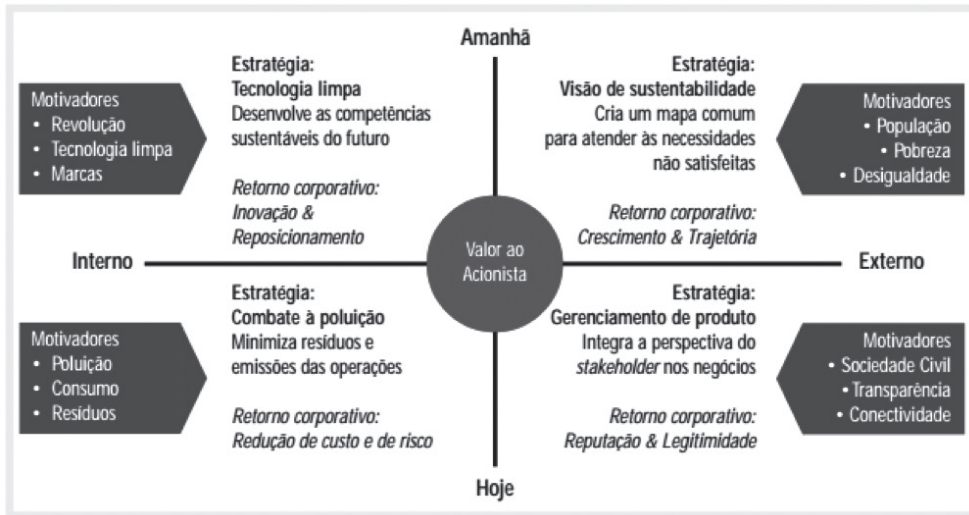 Amanhã
Motivadores
• Revolução
• Tecnologia limpa
• Marcas
Estratégia:
Tecnologia limpa
Desenvolve as competências
sustentáveis do futuro
Retorno corporativo:
Inovação &
Reposicionamento
Estratégia:
Visão de sustentabilidade
Cria um mapa comum
para atender às necessidades
não satisfeitas
Retorno corporativo:
Crescimento & Trajetória
Motivadores
• População
• Pobreza
• Desigualdade
Interno
Valor ao
Acionista
Externo
Motivadores
• Poluição
• Consumo
• Resíduos
Estratégia:
Combate à poluição
Minimiza resíduos e
emissões das operações
Retorno corporativo:
Redução de custo e de risco
Estratégia:
Gerenciamento de produto
Integra a perspectiva do
stakeholder nos negócios
Retorno corporativo:
Reputação & Legitimidade
Motivadores
• Sociedade Civil
• Transparência
• Conectividade
Hoje